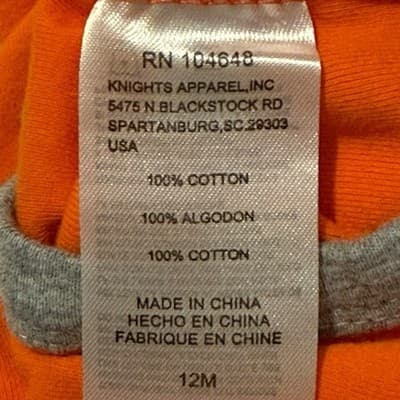 RN 104648
KNIGHTS APPAREL,INC
5475 N.BLACKSTOCK RD
SPARTANBURG,SC.29303
USA
100% COTTON
100% ALGODON
100% COTTON
MADE IN CHINA
HECHO EN CHINA
FABRIQUE EN CHINE
12M